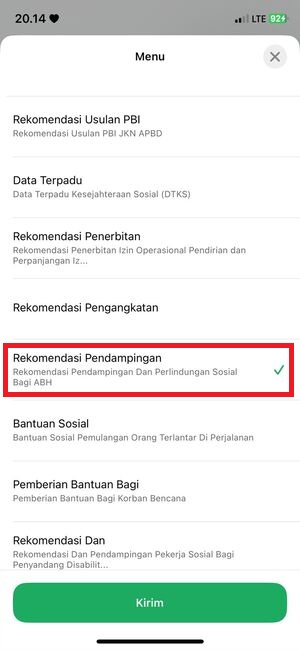 20.14
LTE 92
Menu
Rekomendasi Usulan PBI
Rekomendasi Usulan PBI JKN APBD
Data Terpadu
Data Terpadu Kesejahteraan Sosial (DTKS)
Rekomendasi Penerbitan
Rekomendasi Penerbitan Izin Operasional Pendirian dan
Perpanjangan Iz...
Rekomendasi Pengangkatan
Rekomendasi Pendampingan
Rekomendasi Pendampingan Dan Perlindungan Sosial
Bagi ABH
Bantuan Sosial
Bantuan Sosial Pemulangan Orang Terlantar Di Perjalanan
Pemberian Bantuan Bagi
Pemberian Bantuan Bagi Korban Bencana
Rekomendasi Dan
Rekomendasi Dan Pendampingan Pekerja Sosial Bagi
Penyandang Disabilit...
Kirim